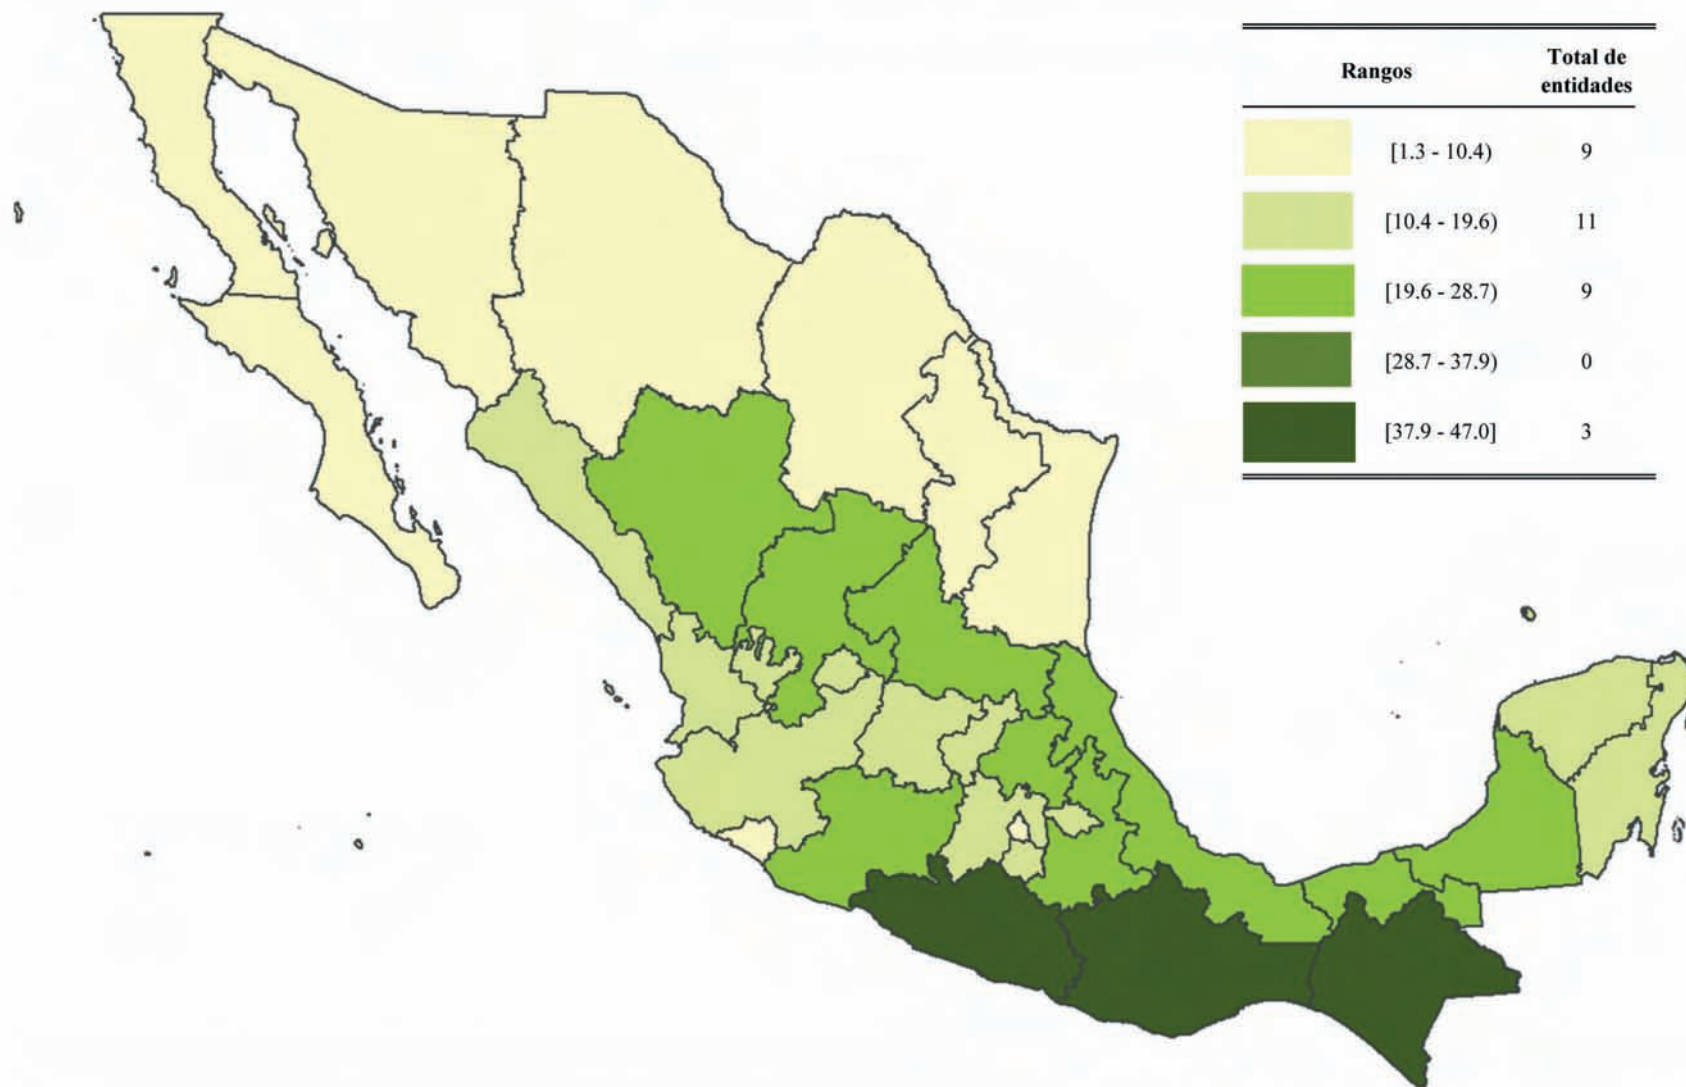 Rangos Total de
entidades
[1.3 - 10.4) 9
[10.4 - 19.6) 11
[19.6 - 28.7) 9
[28.7 - 37.9) 0
[37.9 - 47.0] 3